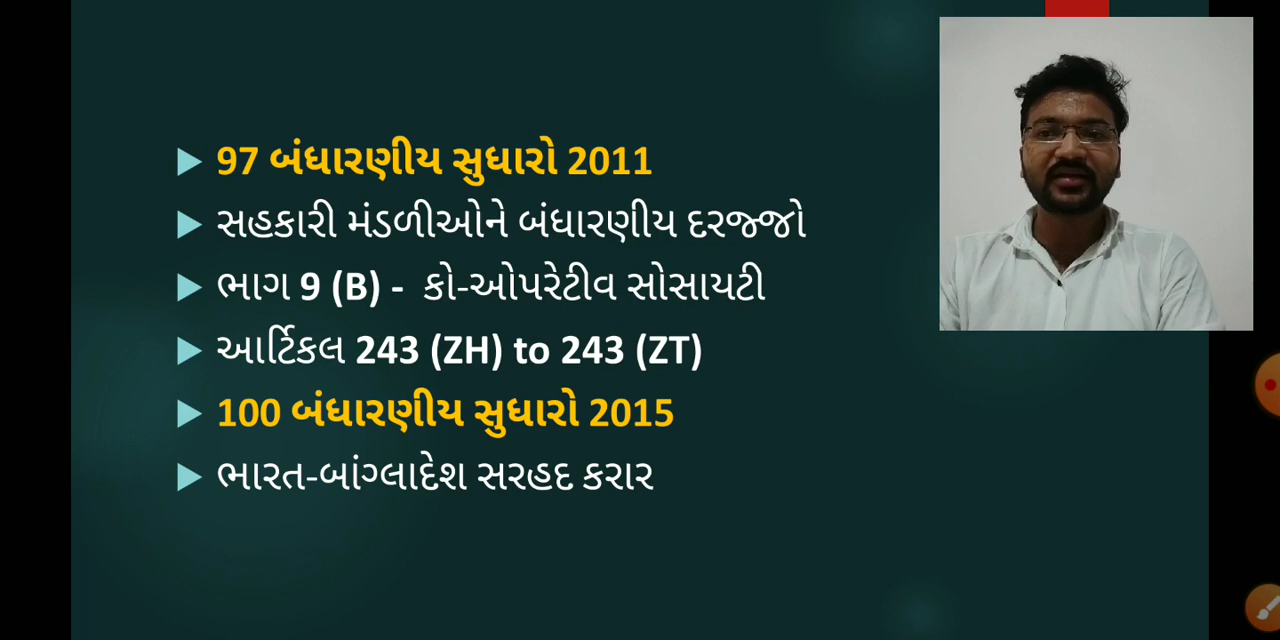 97 બંધારણીય સુધારો 2011
સહકારી મંડળીઓને બંધારણીય દરજ્જો
ભાગ 9 (B) - કો-ઓપરેટીવ સોસાયટી
આર્ટિકલ 243 (ZH) to 243 (ZT)
100 બંધારણીય સુધારો 2015
ભારત-બાંગ્લાદેશ સરહદ કરાર